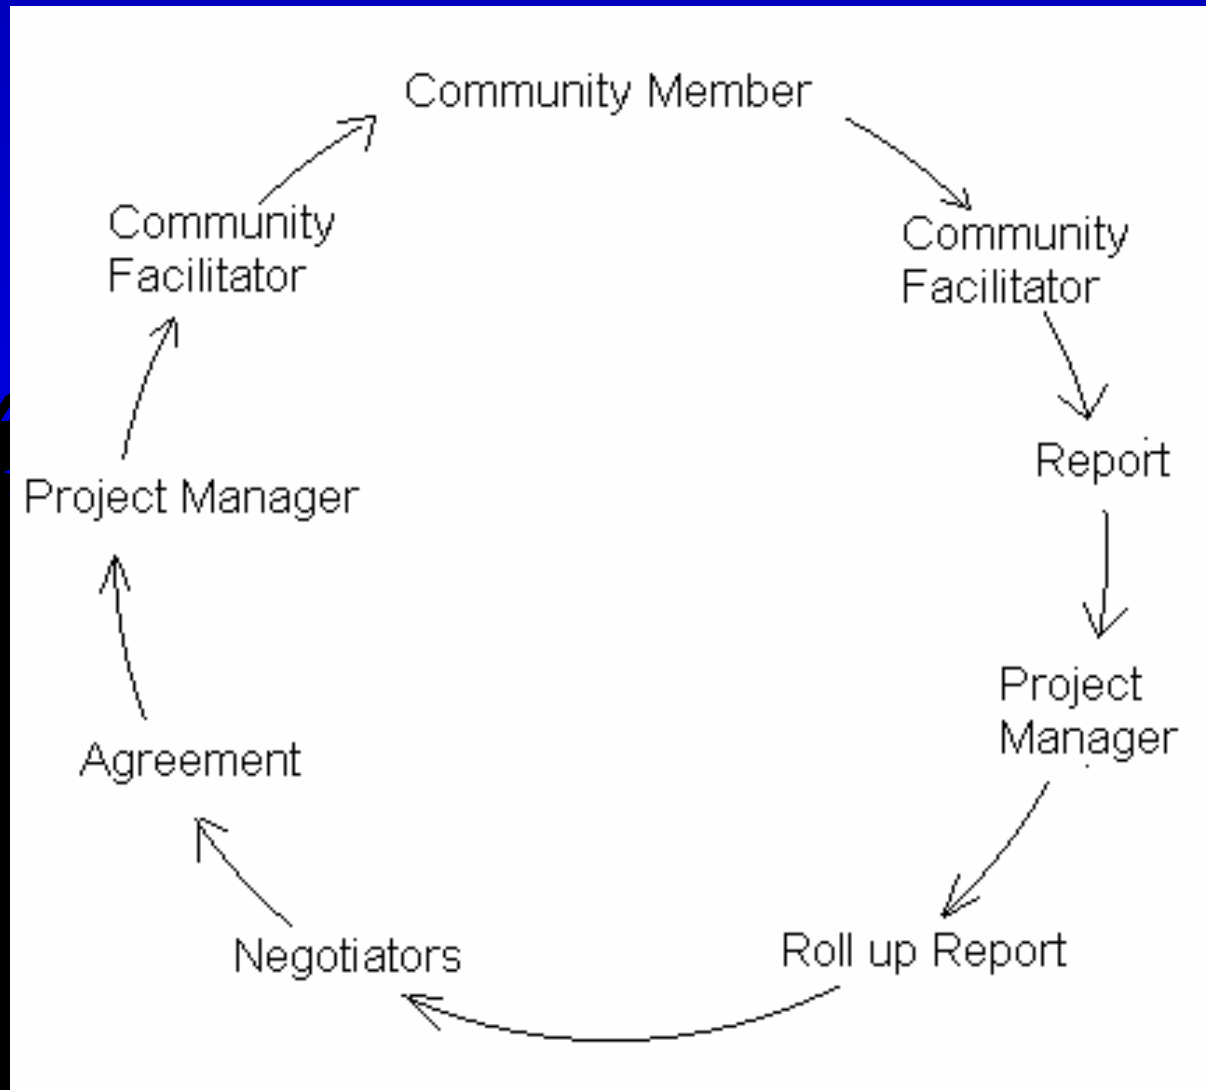 Community Member
Community
Facilitator
Report
Project
Manager
Roll up Report
Negotiators
Agreement
Project Manager
Community
Facilitator